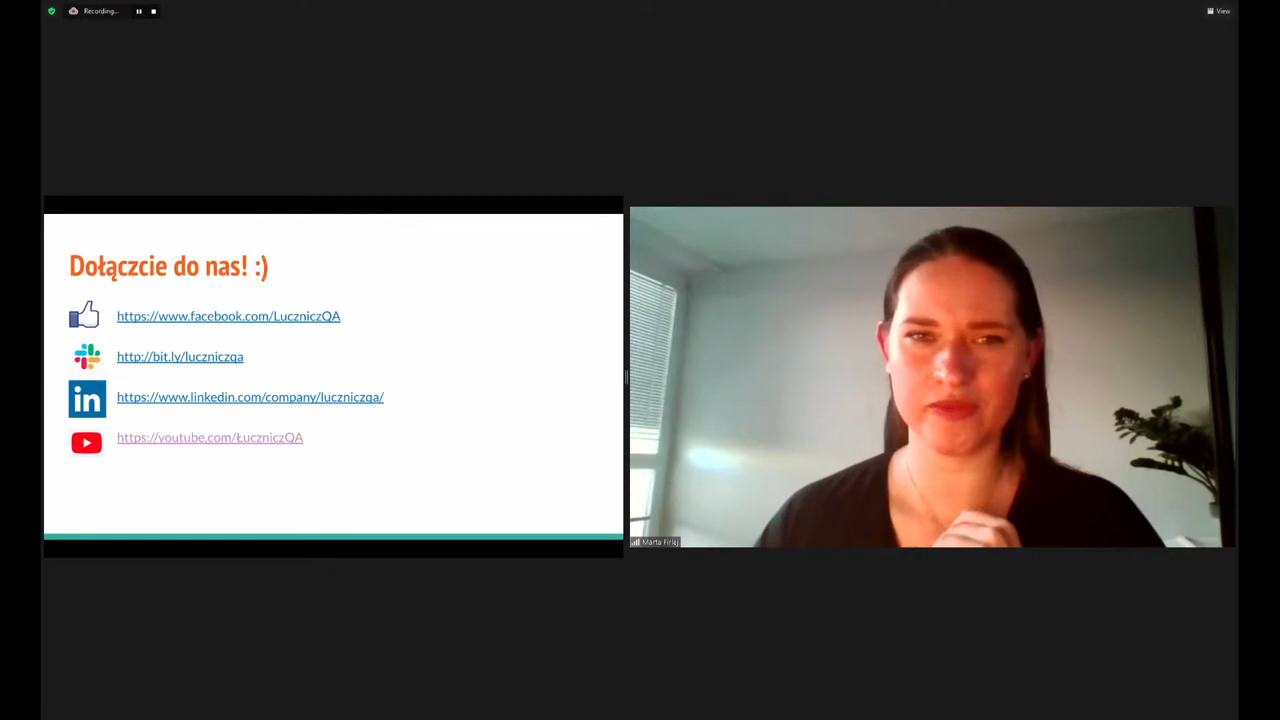 Recording...
View
Dołączcie do nas! :)
https://www.facebook.com/LuczniczQA
http://bit.ly/luczniczqa
in
https://www.linkedin.com/company/luczniczqa/
https://youtube.com/ŁuczniczQA
Marta Firlej